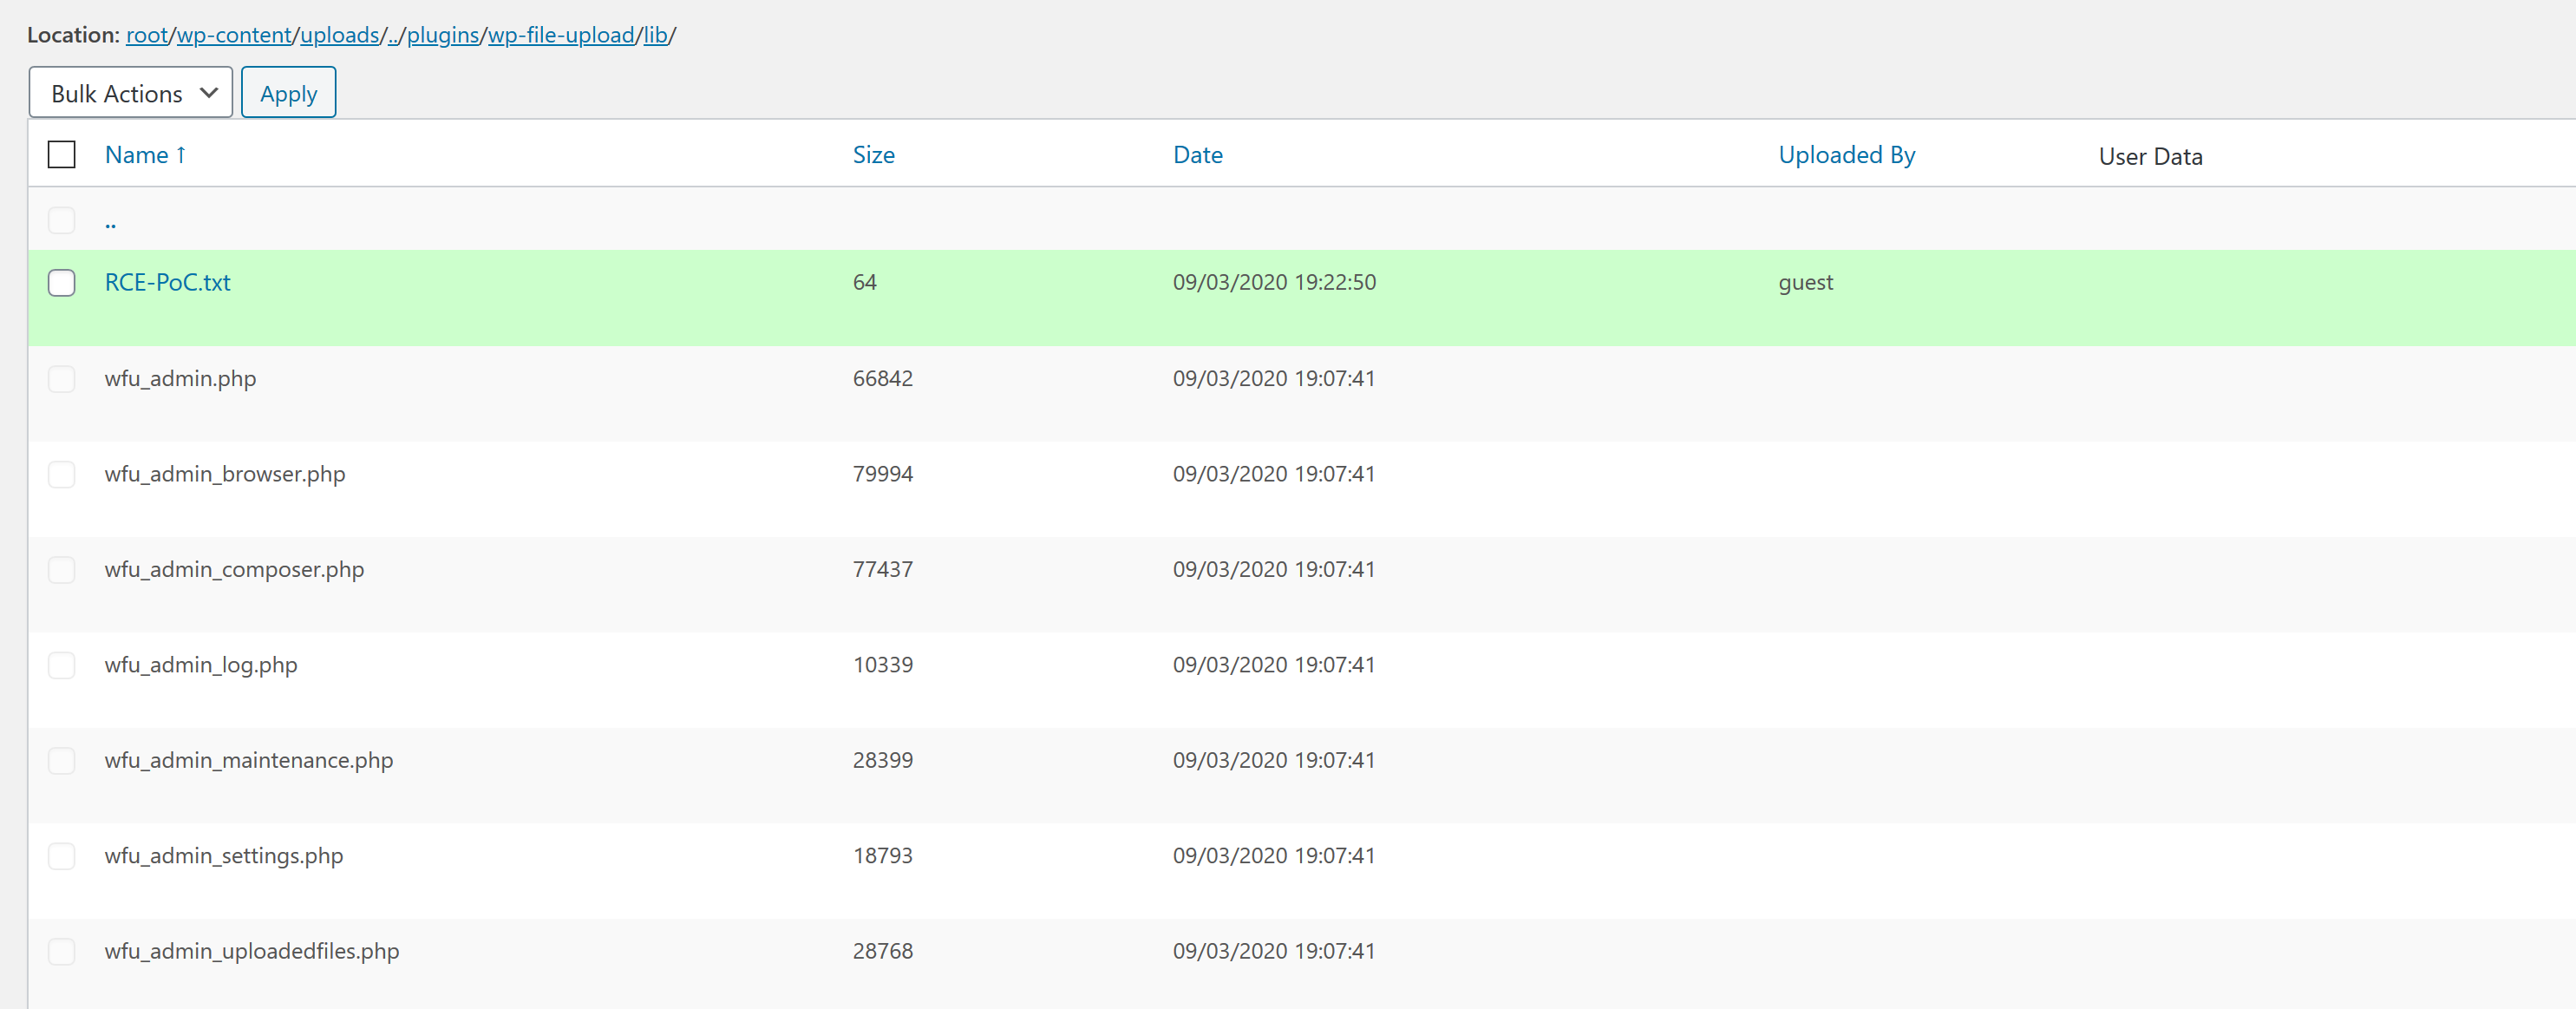 Location: root/wp-content/uploads/../plugins/wp-file-upload/lib/
Bulk Actions Apply
Name ↑ Size Date Uploaded By User Data
..
RCE-PoC.txt 64 09/03/2020 19:22:50 guest
wfu_admin.php 66842 09/03/2020 19:07:41
wfu_admin_browser.php 79994 09/03/2020 19:07:41
wfu_admin_composer.php 77437 09/03/2020 19:07:41
wfu_admin_log.php 10339 09/03/2020 19:07:41
wfu_admin_maintenance.php 28399 09/03/2020 19:07:41
wfu_admin_settings.php 18793 09/03/2020 19:07:41
wfu_admin_uploadedfiles.php 28768 09/03/2020 19:07:41